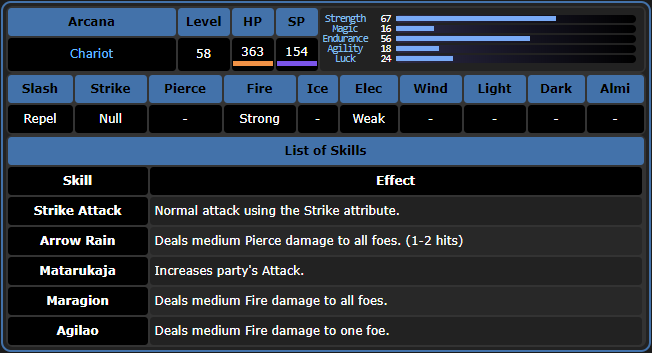 Arcana Level HP SP
Chariot 58 363 154
Strength 67
Magic 16
Endurance 56
Agility 18
Luck 24
Slash Strike Pierce Fire Ice Elec Wind Light Dark Almi
Repel Null - Strong - Weak - - - -
List of Skills
Skill Effect
Strike Attack Normal attack using the Strike attribute.
Arrow Rain Deals medium Pierce damage to all foes. (1-2 hits)
Matarukaja Increases party's Attack.
Maragion Deals medium Fire damage to all foes.
Agilao Deals medium Fire damage to one foe.